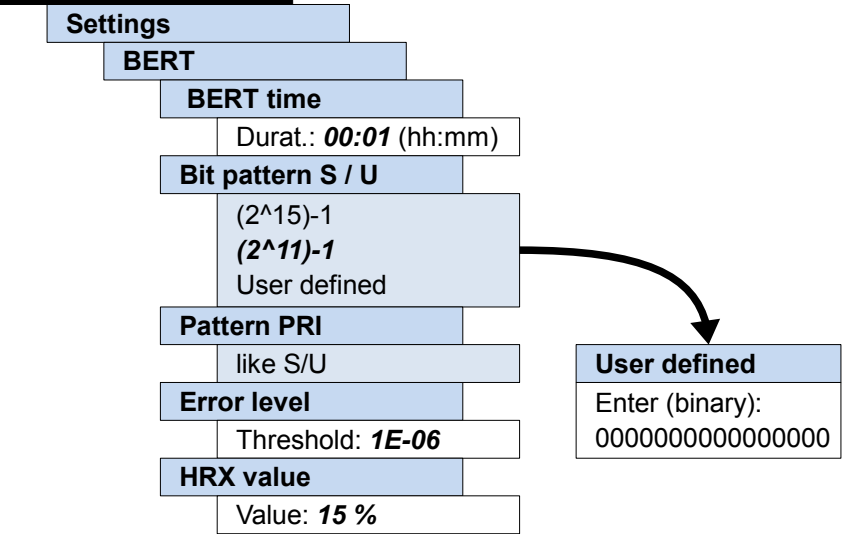 Settings
BERT
BERT time
Durat.: 00:01 (hh:mm)
Bit pattern S / U
(2^15)-1
(2^11)-1
User defined
Pattern PRI
like S/U
Error level
Threshold: 1E-06
HRX value
Value: 15 %
User defined
Enter (binary):
0000000000000000